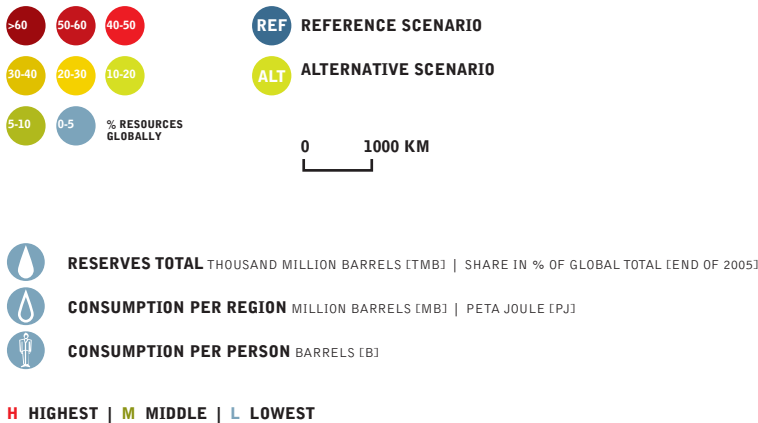 >60 50-60 40-50
REF REFERENCE SCENARIO
30-40 20-30 10-20
ALT ALTERNATIVE SCENARIO
5-10 0-5 % RESOURCES
GLOBALLY
0 1000 KM
RESERVES TOTAL THOUSAND MILLION BARRELS [TMB] | SHARE IN % OF GLOBAL TOTAL [END OF 2005]
CONSUMPTION PER REGION MILLION BARRELS [MB] | PETA JOULE [PJ]
CONSUMPTION PER PERSON BARRELS [B]
H HIGHEST | M MIDDLE | L LOWEST